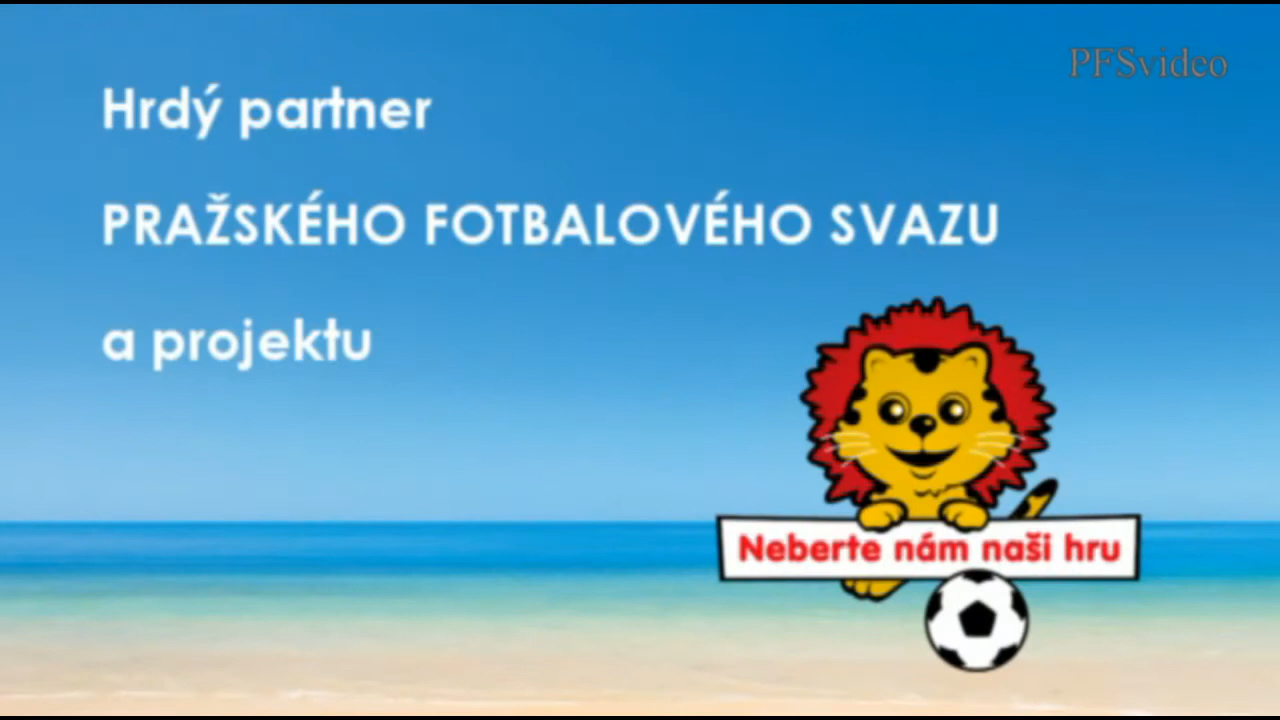 PFSvideo
Hrdý partner
PRAŽSKÉHO FOTBALOVÉHO SVAZU
a projektu
Neberte nám naši hru